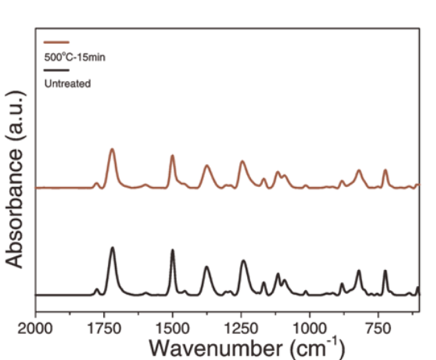 500°C-15min
Untreated
Absorbance (a.u.)
2000 1750 1500 1250 1000 750
Wavenumber (cm⁻¹)